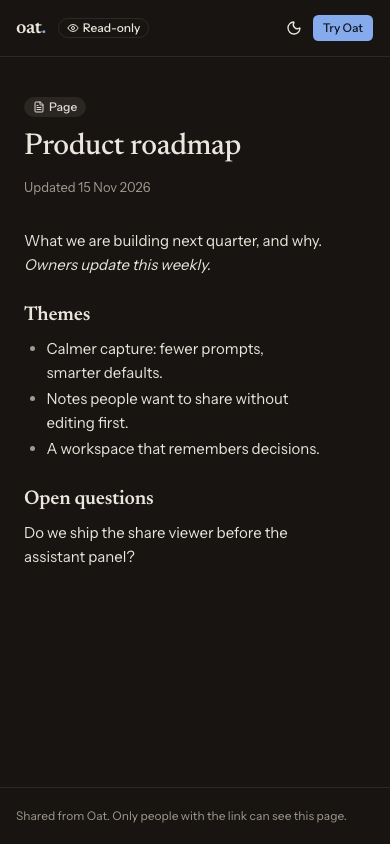 oat.
Read-only
Try Oat
Page
Product roadmap
Updated 15 Nov 2026
What we are building next quarter, and why.
Owners update this weekly.
Themes
Calmer capture: fewer prompts,
smarter defaults.
Notes people want to share without
editing first.
A workspace that remembers decisions.
Open questions
Do we ship the share viewer before the
assistant panel?
Shared from Oat. Only people with the link can see this page.